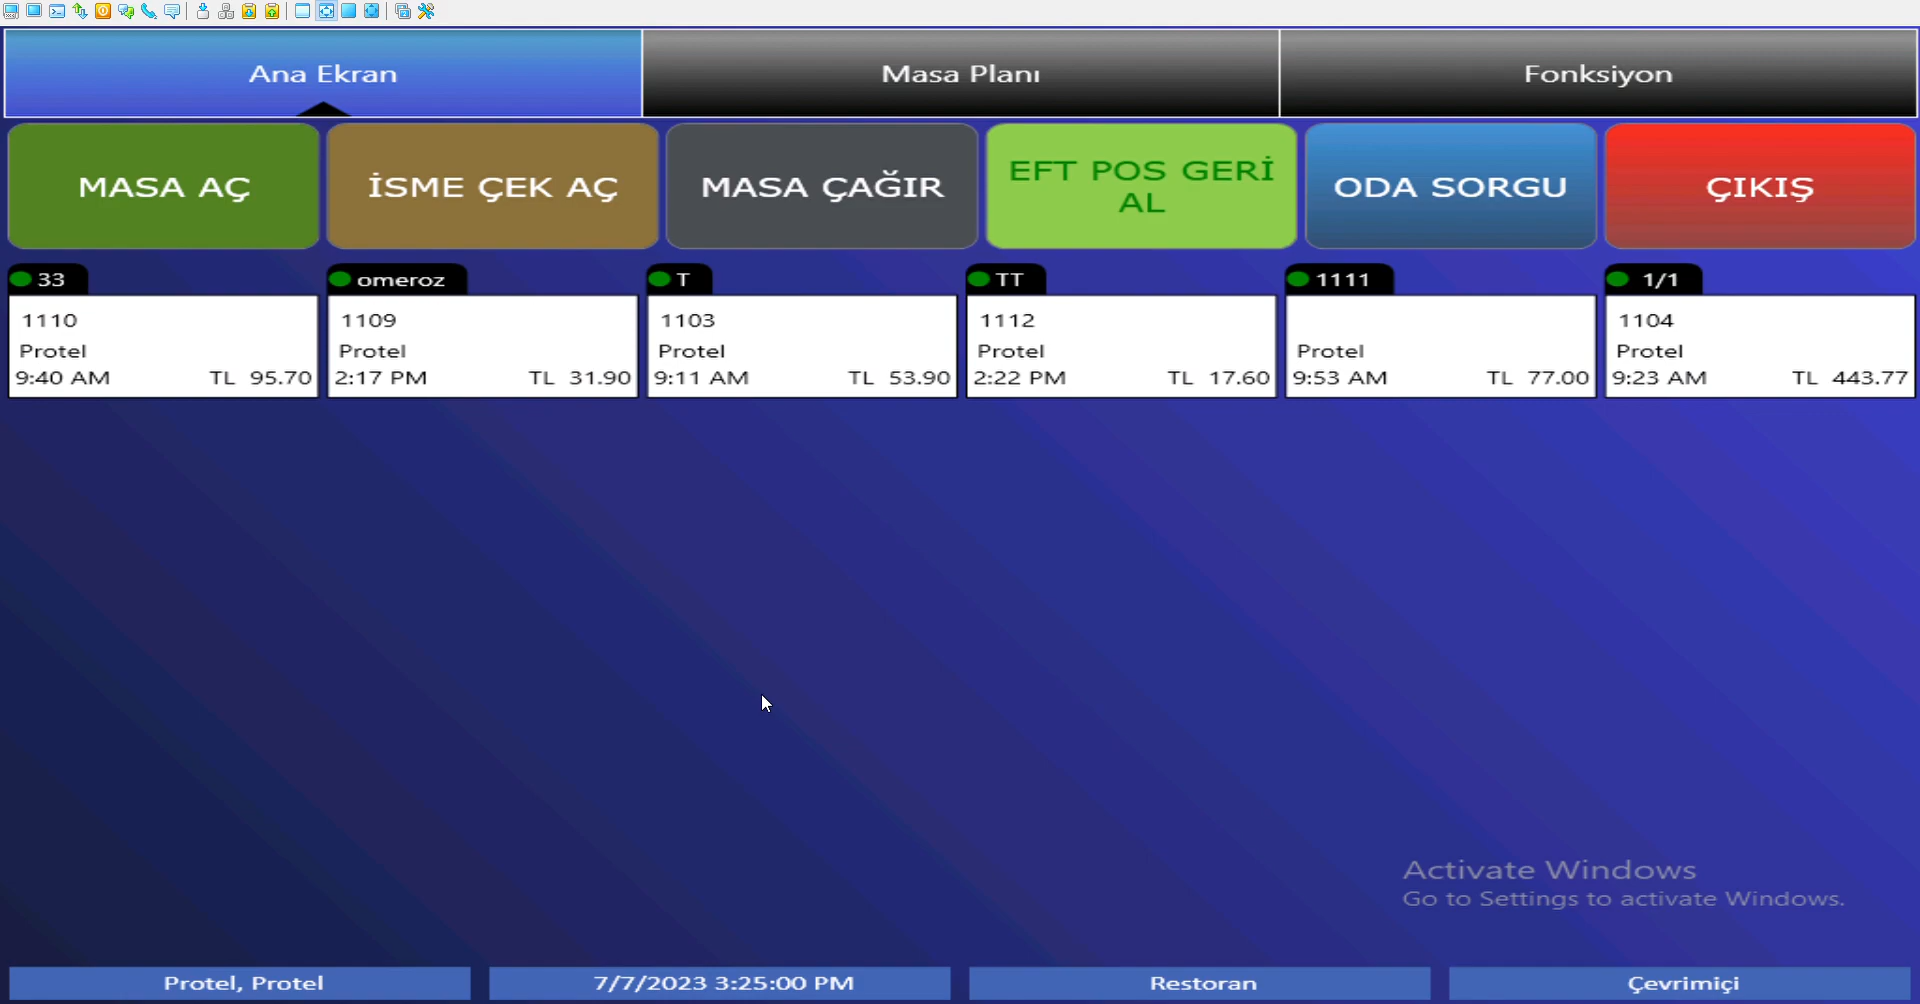 Ana Ekran
Masa Planı
Fonksiyon
MASA AÇ
İSME ÇEK AÇ
MASA ÇAĞIR
EFT POS GERİ
AL
ODA SORGU
ÇIKIŞ
33
1110
Protel
9:40 AM TL 95.70
omeroz
1109
Protel
2:17 PM TL 31.90
T
1103
Protel
9:11 AM TL 53.90
TT
1112
Protel
2:22 PM TL 17.60
1111
Protel
9:53 AM TL 77.00
1/1
1104
Protel
9:23 AM TL 443.77
Activate Windows
Go to Settings to activate Windows.
Protel, Protel
7/7/2023 3:25:00 PM
Restoran
Çevrimiçi